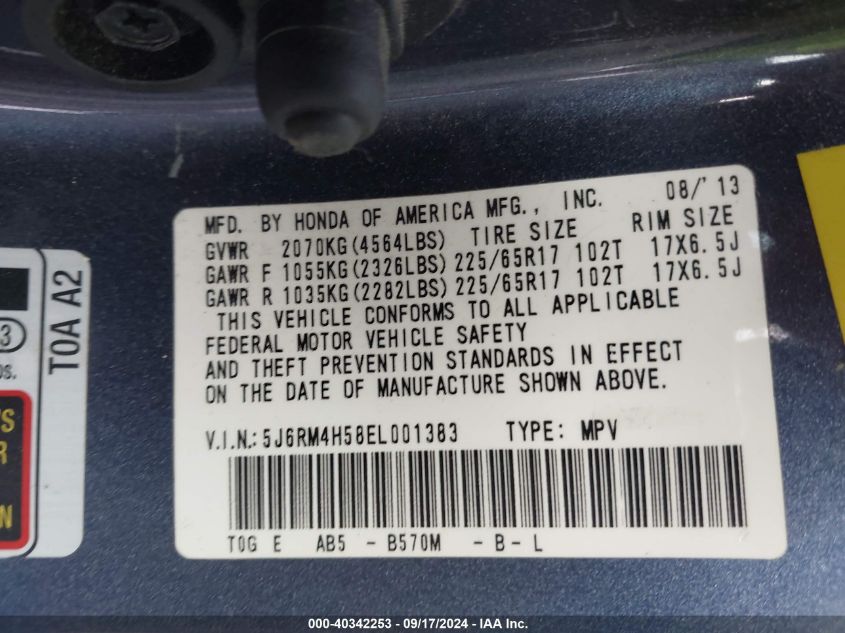 MFD. BY HONDA OF AMERICA MFG., INC. 08/'13
GVWR 2070KG(4564LBS) TIRE SIZE RIM SIZE
GAWR F 1055KG(2326LBS) 225/65R17 102T 17X6.5J
GAWR R 1035KG(2282LBS) 225/65R17 102T 17X6.5J
THIS VEHICLE CONFORMS TO ALL APPLICABLE
FEDERAL MOTOR VEHICLE SAFETY
AND THEFT PREVENTION STANDARDS IN EFFECT
ON THE DATE OF MANUFACTURE SHOWN ABOVE.
V.I.N.: 5J6RM4H58EL001383 TYPE: MPV
T0G E AB5 - B570M - B - L
T0A A2
3
000-40342253 - 09/17/2024 - IAA Inc.